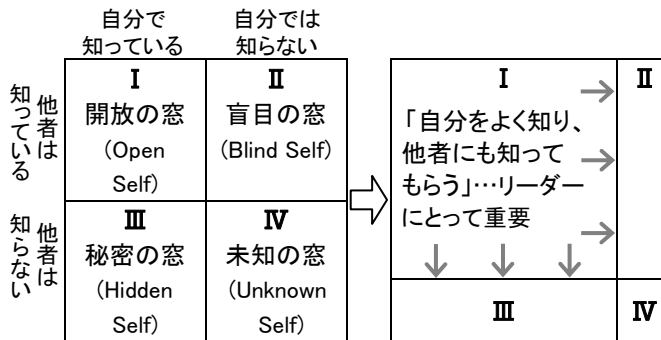 自分で
知っている
自分では
知らない
他者は
知っている
他者は
知らない
Ⅰ
開放の窓
(Open
Self)
Ⅱ
盲目の窓
(Blind Self)
Ⅲ
秘密の窓
(Hidden
Self)
Ⅳ
未知の窓
(Unknown
Self)
Ⅰ
「自分をよく知り、
他者にも知って
もらう」…リーダー
にとって重要
Ⅱ
Ⅲ
Ⅳ